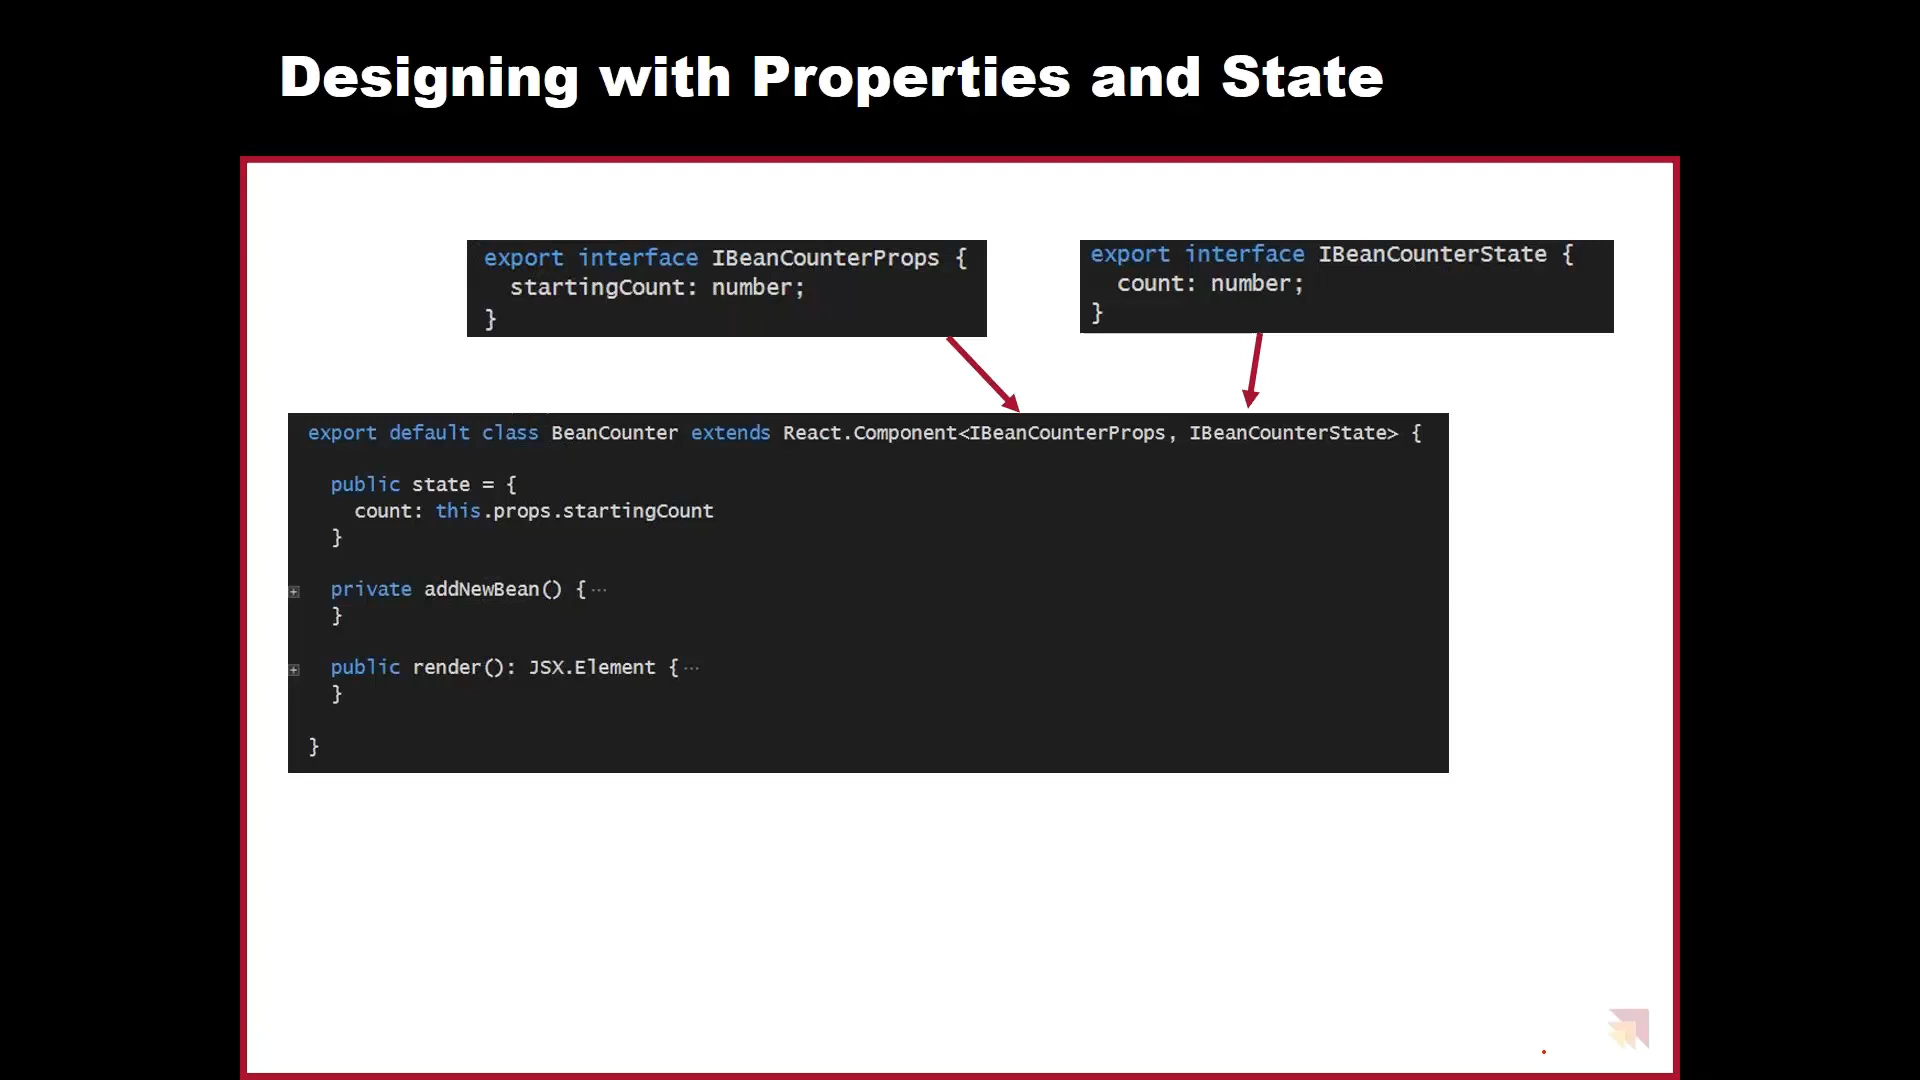 Designing with Properties and State
export interface IBeanCounterProps {
  startingCount: number;
}
export interface IBeanCounterState {
  count: number;
}
export default class BeanCounter extends React.Component<IBeanCounterProps, IBeanCounterState> {
  public state = {
    count: this.props.startingCount
  }
  private addNewBean() {···
  }
  public render(): JSX.Element {···
  }
}